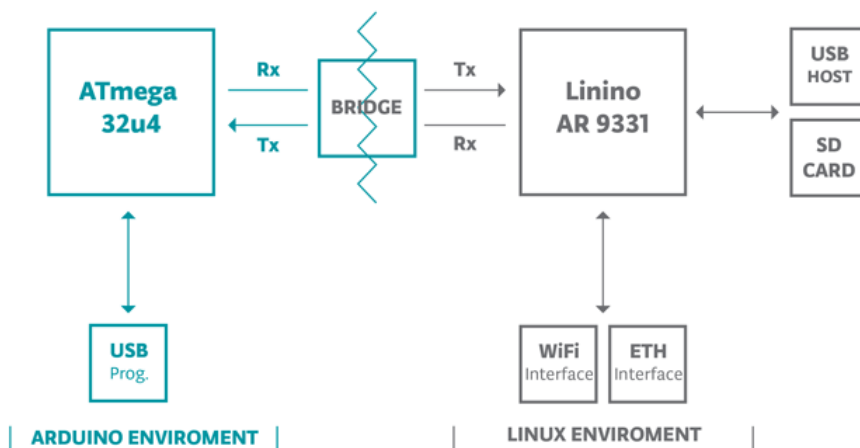 ATmega
32u4
Rx
Tx
BRIDGE
Tx
Rx
Linino
AR 9331
USB
HOST
SD
CARD
USB
Prog.
WiFi
Interface
ETH
Interface
ARDUINO ENVIROMENT
LINUX ENVIROMENT